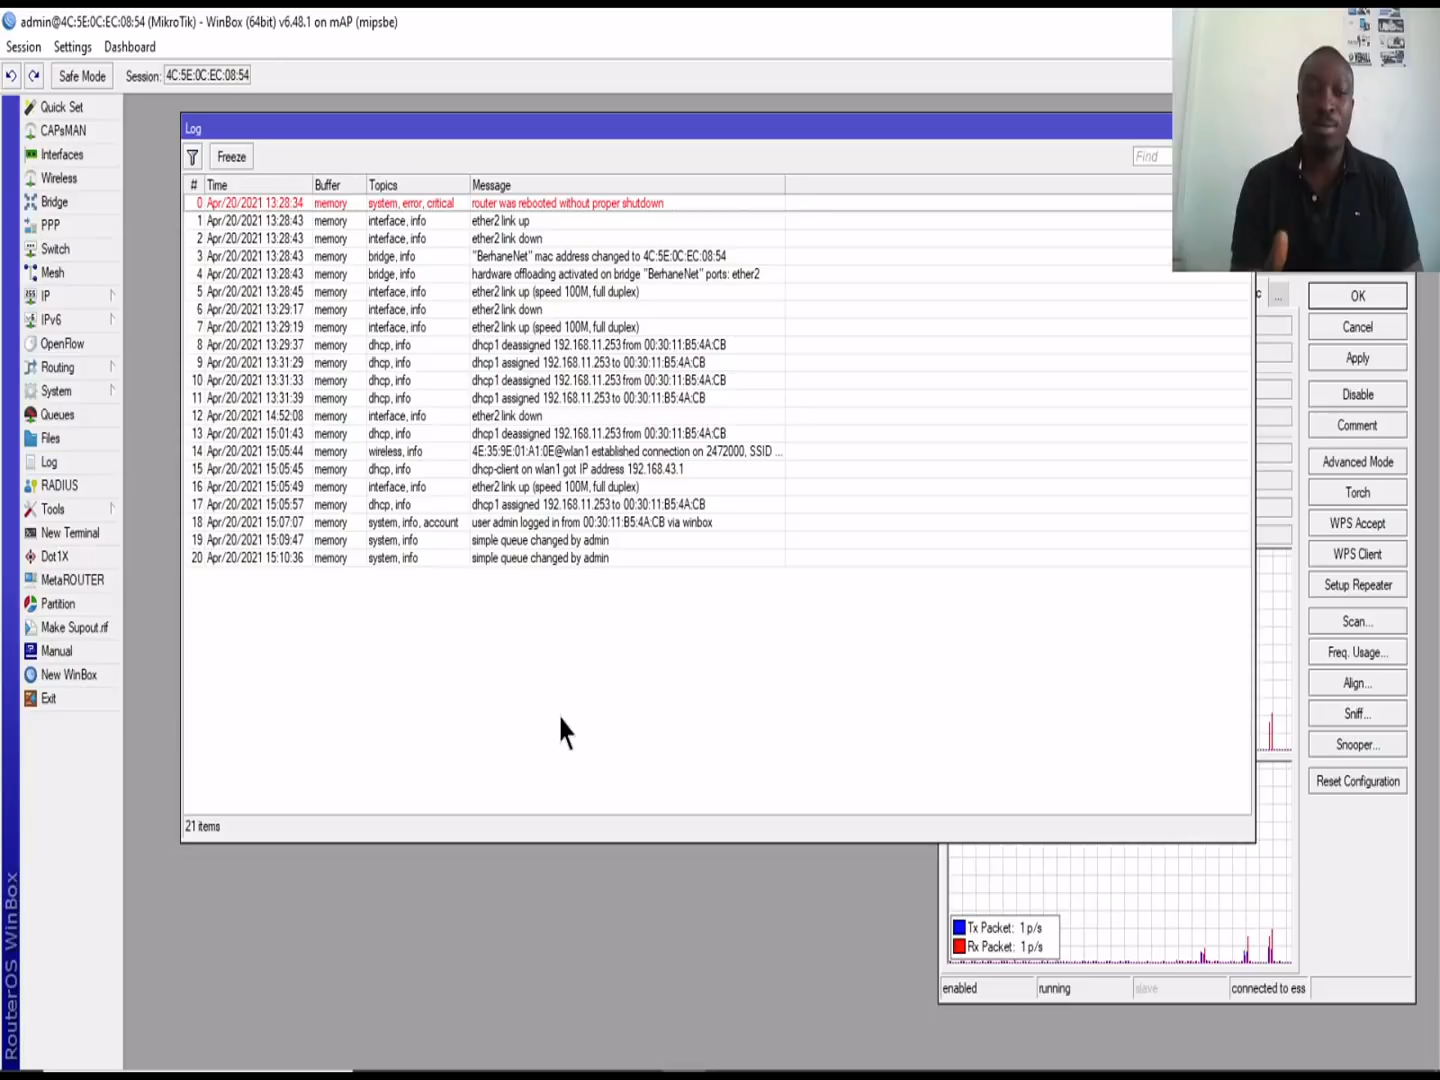 admin@4C:5E:0C:EC:08:54 (MikroTik) - WinBox (64bit) v6.48.1 on mAP (mipsbe)
Session Settings Dashboard
Safe Mode Session: 4C:5E:0C:EC:08:54
Quick Set
CAPsMAN
Interfaces
Wireless
Bridge
PPP
Switch
Mesh
IP
IPv6
OpenFlow
Routing
System
Queues
Files
Log
RADIUS
Tools
New Terminal
Dot1X
MetaROUTER
Partition
Make Supout.rif
Manual
New WinBox
Exit
RouterOS WinBox
Log
Freeze
Find
# Time Buffer Topics Message
0 Apr/20/2021 13:28:34 memory system, error, critical router was rebooted without proper shutdown
1 Apr/20/2021 13:28:43 memory interface, info ether2 link up
2 Apr/20/2021 13:28:43 memory interface, info ether2 link down
3 Apr/20/2021 13:28:43 memory bridge, info "BerhaneNet" mac address changed to 4C:5E:0C:EC:08:54
4 Apr/20/2021 13:28:43 memory bridge, info hardware offloading activated on bridge "BerhaneNet" ports: ether2
5 Apr/20/2021 13:28:45 memory interface, info ether2 link up (speed 100M, full duplex)
6 Apr/20/2021 13:29:17 memory interface, info ether2 link down
7 Apr/20/2021 13:29:19 memory interface, info ether2 link up (speed 100M, full duplex)
8 Apr/20/2021 13:29:37 memory dhcp, info dhcp1 deassigned 192.168.11.253 from 00:30:11:B5:4A:CB
9 Apr/20/2021 13:31:29 memory dhcp, info dhcp1 assigned 192.168.11.253 to 00:30:11:B5:4A:CB
10 Apr/20/2021 13:31:33 memory dhcp, info dhcp1 deassigned 192.168.11.253 from 00:30:11:B5:4A:CB
11 Apr/20/2021 13:31:39 memory dhcp, info dhcp1 assigned 192.168.11.253 to 00:30:11:B5:4A:CB
12 Apr/20/2021 14:52:08 memory interface, info ether2 link down
13 Apr/20/2021 15:01:43 memory dhcp, info dhcp1 deassigned 192.168.11.253 from 00:30:11:B5:4A:CB
14 Apr/20/2021 15:05:44 memory wireless, info 4E:35:9E:01:A1:0E@wlan1 established connection on 2472000, SSID ...
15 Apr/20/2021 15:05:45 memory dhcp, info dhcp-client on wlan1 got IP address 192.168.43.1
16 Apr/20/2021 15:05:49 memory interface, info ether2 link up (speed 100M, full duplex)
17 Apr/20/2021 15:05:57 memory dhcp, info dhcp1 assigned 192.168.11.253 to 00:30:11:B5:4A:CB
18 Apr/20/2021 15:07:07 memory system, info, account user admin logged in from 00:30:11:B5:4A:CB via winbox
19 Apr/20/2021 15:09:47 memory system, info simple queue changed by admin
20 Apr/20/2021 15:10:36 memory system, info simple queue changed by admin
21 items
c ...
OK
Cancel
Apply
Disable
Comment
Advanced Mode
Torch
WPS Accept
WPS Client
Setup Repeater
Scan...
Freq. Usage...
Align...
Sniff...
Snooper...
Reset Configuration
Tx Packet: 1 p/s
Rx Packet: 1 p/s
enabled running slave connected to ess